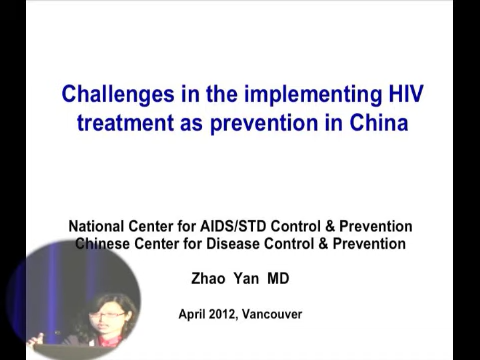 Challenges in the implementing HIV
treatment as prevention in China
National Center for AIDS/STD Control & Prevention
Chinese Center for Disease Control & Prevention
Zhao Yan MD
April 2012, Vancouver